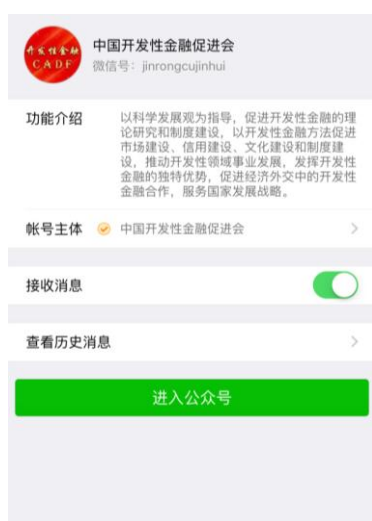 开发性金融
CADF
中国开发性金融促进会
微信号：jinrongcujinhui
功能介绍
以科学发展观为指导，促进开发性金融的理
论研究和制度建设，以开发性金融方法促进
市场建设、信用建设、文化建设和制度建
设，推动开发性领域事业发展，发挥开发性
金融的独特优势，促进经济外交中的开发性
金融合作，服务国家发展战略。
帐号主体 中国开发性金融促进会
接收消息
查看历史消息
进入公众号